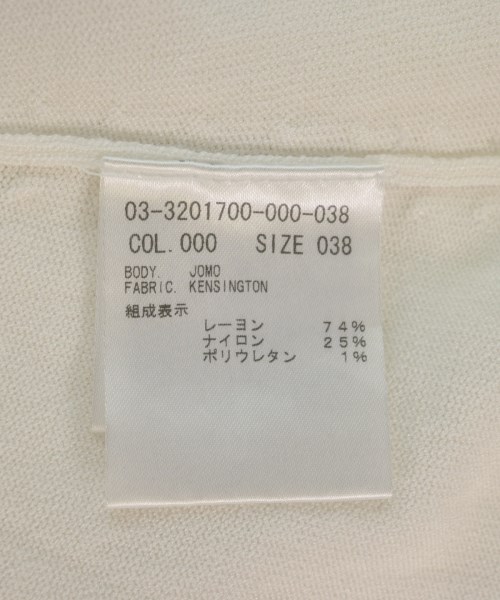 03-3201700-000-038
COL.000 SIZE 038
BODY. JOMO
FABRIC. KENSINGTON
組成表示
レーヨン 74%
ナイロン 25%
ポリウレタン 1%